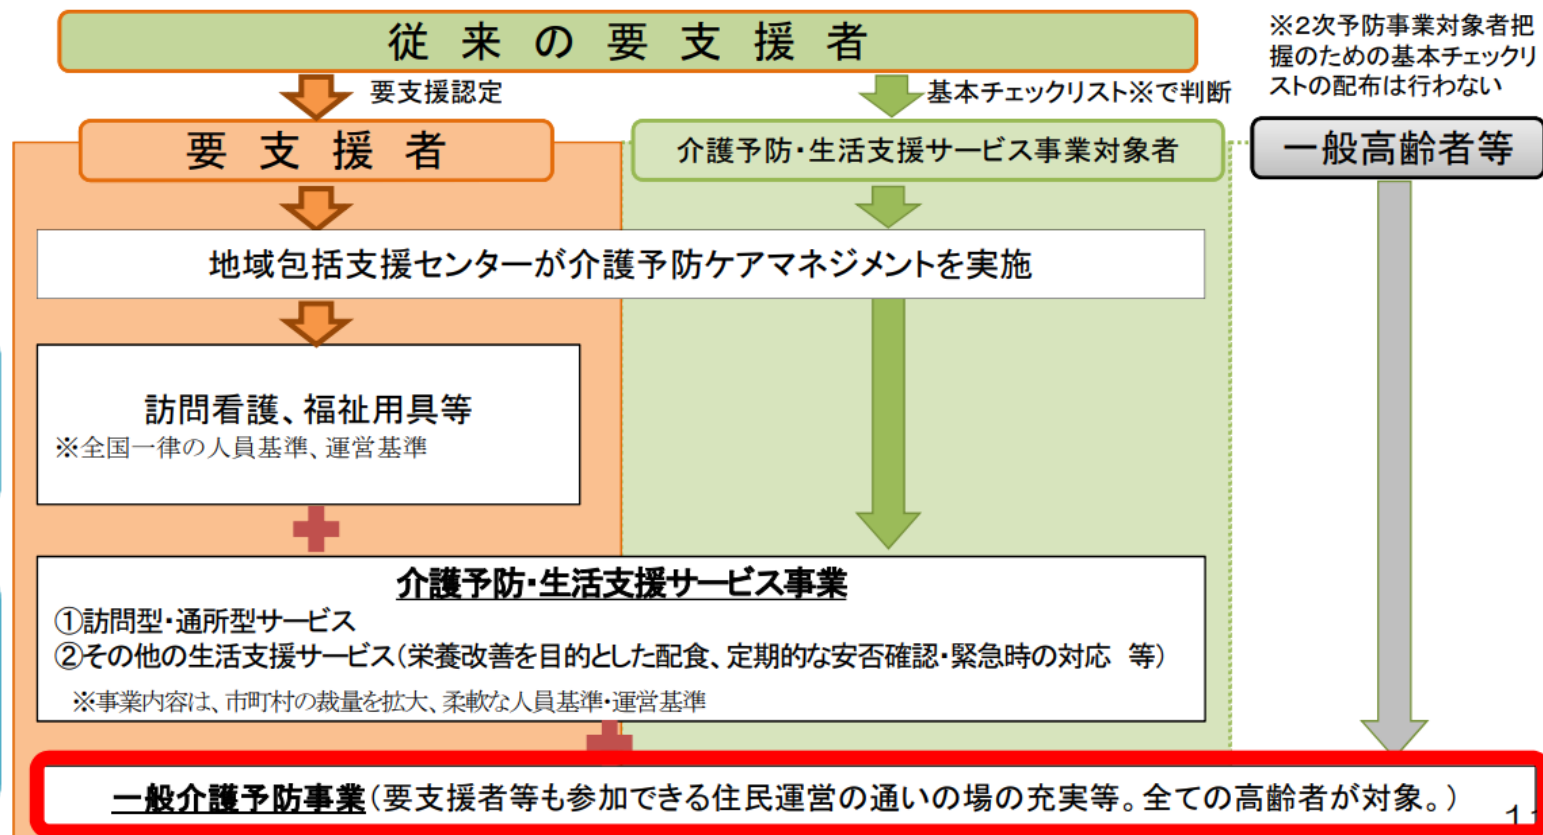 従来の要支援者
※２次予防事業対象者把
握のための基本チェックリ
ストの配布は行わない
要支援認定
基本チェックリスト※で判断
要支援者
介護予防・生活支援サービス事業対象者
一般高齢者等
地域包括支援センターが介護予防ケアマネジメントを実施
訪問看護、福祉用具等
※全国一律の人員基準、運営基準
介護予防・生活支援サービス事業
①訪問型・通所型サービス
②その他の生活支援サービス（栄養改善を目的とした配食、定期的な安否確認・緊急時の対応　等）
※事業内容は、市町村の裁量を拡大、柔軟な人員基準・運営基準
一般介護予防事業（要支援者等も参加できる住民運営の通いの場の充実等。全ての高齢者が対象。）